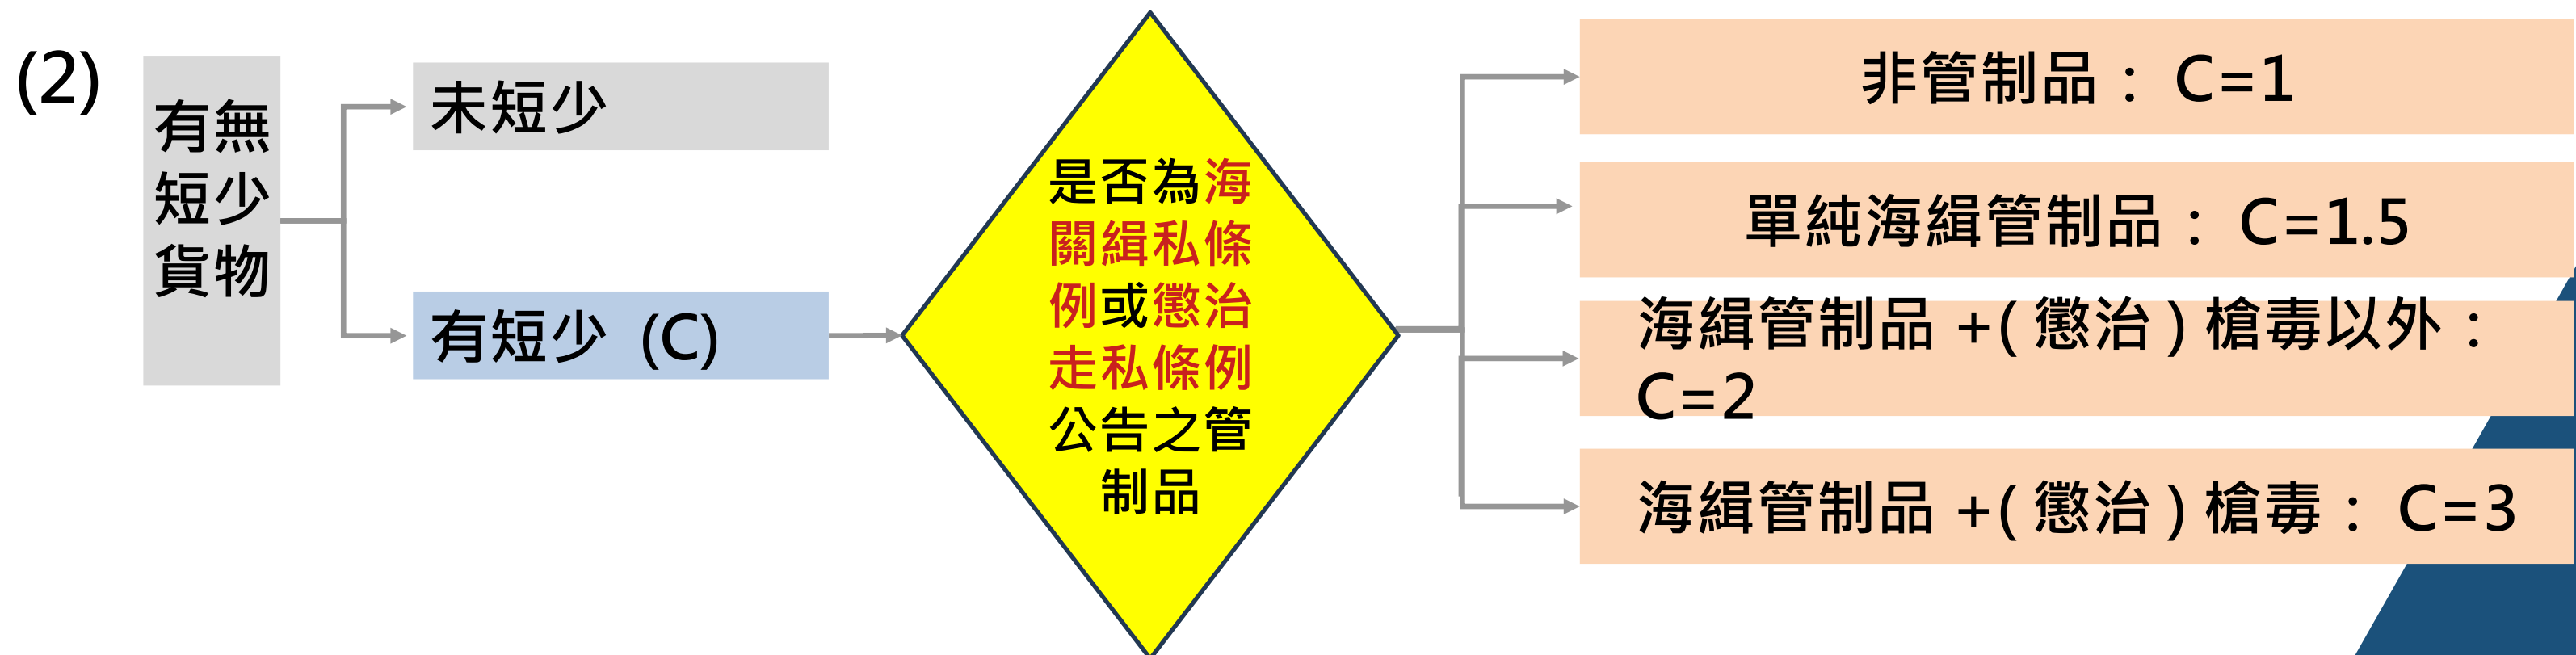 (2)
有無
短少
貨物
未短少
有短少 (C)
是否為海
關緝私條
例或懲治
走私條例
公告之管
制品
非管制品：C=1
單純海緝管制品：C=1.5
海緝管制品+(懲治)槍毒以外：
C=2
海緝管制品+(懲治)槍毒：C=3